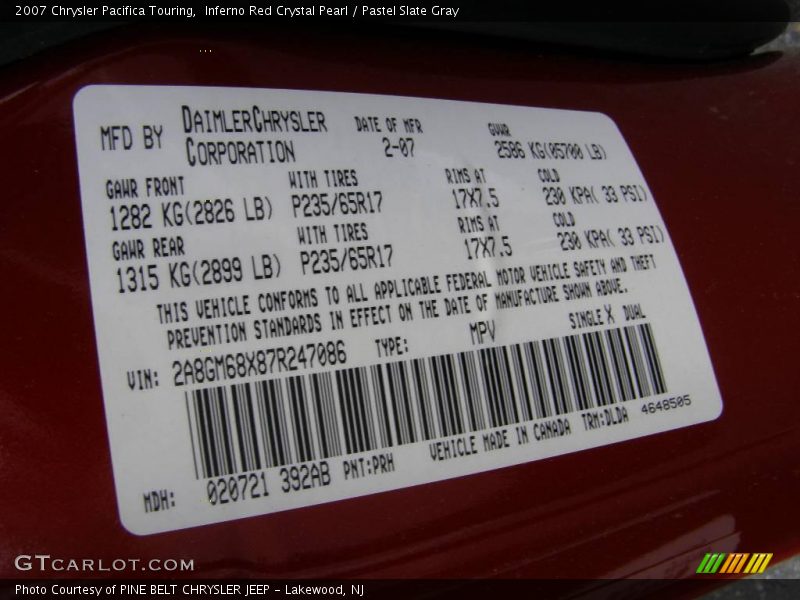 2007 Chrysler Pacifica Touring,  Inferno Red Crystal Pearl / Pastel Slate Gray
MFD BY DAIMLERCHRYSLER CORPORATION DATE OF MFR 2-07 GVWR 2586 KG(05700 LB)
GAWR FRONT WITH TIRES RIMS AT COLD
1282 KG(2826 LB) P235/65R17 17X7.5 230 KPA( 33 PSI)
GAWR REAR WITH TIRES RIMS AT COLD
1315 KG(2899 LB) P235/65R17 17X7.5 230 KPA( 33 PSI)
THIS VEHICLE CONFORMS TO ALL APPLICABLE FEDERAL MOTOR VEHICLE SAFETY AND THEFT
PREVENTION STANDARDS IN EFFECT ON THE DATE OF MANUFACTURE SHOWN ABOVE.
VIN: 2A8GM68X87R247086 TYPE: MPV SINGLE X DUAL
MDH: 020721 392AB PNT:PRH VEHICLE MADE IN CANADA TRM:DLDA 4648505
GTCARLOT.COM
Photo Courtesy of PINE BELT CHRYSLER JEEP - Lakewood, NJ